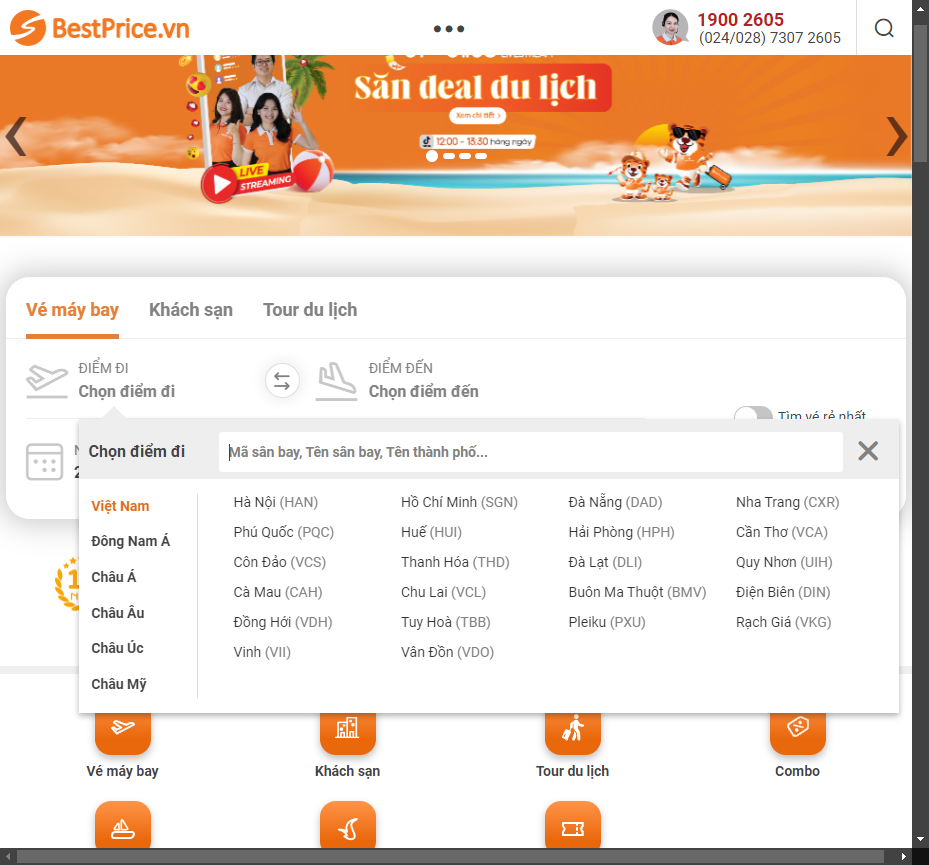 BestPrice.vn
1900 2605
(024/028) 7307 2605
Săn deal du lịch
Xem chi tiết >
12:00 - 13:30 hàng ngày
LIVE
STREAMING
Vé máy bay
Khách sạn
Tour du lịch
ĐIỂM ĐI
Chọn điểm đi
ĐIỂM ĐẾN
Chọn điểm đến
Tìm vé rẻ nhất
Chọn điểm đi
Mã sân bay, Tên sân bay, Tên thành phố...
Việt Nam
Đông Nam Á
Châu Á
Châu Âu
Châu Úc
Châu Mỹ
Hà Nội (HAN)
Hồ Chí Minh (SGN)
Đà Nẵng (DAD)
Nha Trang (CXR)
Phú Quốc (PQC)
Huế (HUI)
Hải Phòng (HPH)
Cần Thơ (VCA)
Côn Đảo (VCS)
Thanh Hóa (THD)
Đà Lạt (DLI)
Quy Nhơn (UIH)
Cà Mau (CAH)
Chu Lai (VCL)
Buôn Ma Thuột (BMV)
Điện Biên (DIN)
Đồng Hới (VDH)
Tuy Hoà (TBB)
Pleiku (PXU)
Rạch Giá (VKG)
Vinh (VII)
Vân Đồn (VDO)
Vé máy bay
Khách sạn
Tour du lịch
Combo